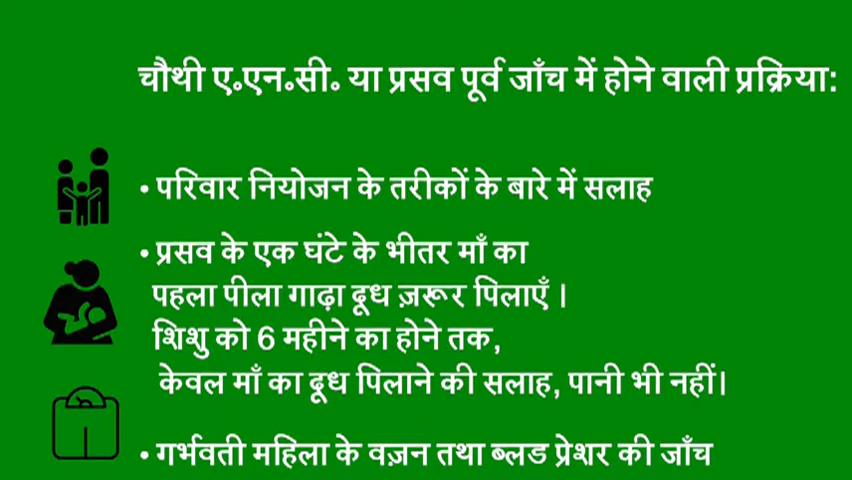 चौथी ए॰एन॰सी॰ या प्रसव पूर्व जाँच में होने वाली प्रक्रिया:
• परिवार नियोजन के तरीकों के बारे में सलाह
• प्रसव के एक घंटे के भीतर माँ का
पहला पीला गाढ़ा दूध ज़रूर पिलाएँ ।
शिशु को 6 महीने का होने तक,
केवल माँ का दूध पिलाने की सलाह, पानी भी नहीं।
• गर्भवती महिला के वज़न तथा ब्लड प्रेशर की जाँच